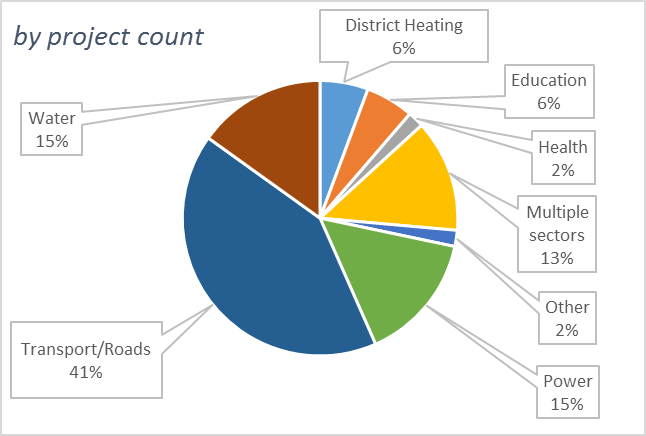 by project count
District Heating
6%
Education
6%
Health
2%
Multiple
sectors
13%
Other
2%
Power
15%
Transport/Roads
41%
Water
15%